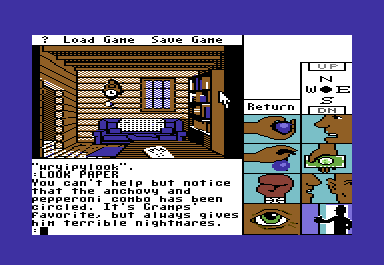 ? Load Game Save Game
UP
N
W E
S
DN
Return
"Manipulout".
:LOOK PAPER
You can't help but notice
that the anchovy and
pepperoni combo has been
circled. It's Gramps'
favorite, but always gives
him terrible nightmares.
: